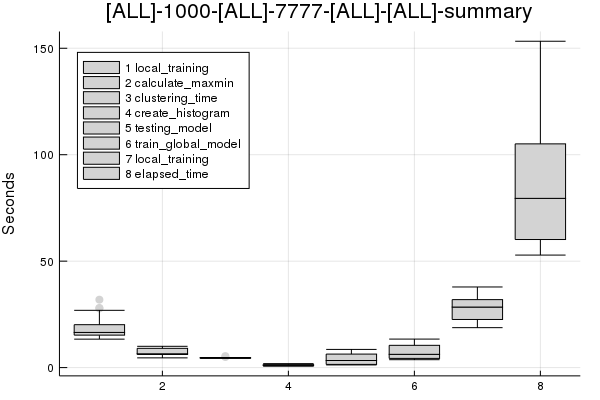 [ALL]-1000-[ALL]-7777-[ALL]-[ALL]-summary
Seconds
150
100
50
0
1 local_training
2 calculate_maxmin
3 clustering_time
4 create_histogram
5 testing_model
6 train_global_model
7 local_training
8 elapsed_time
2 4 6 8